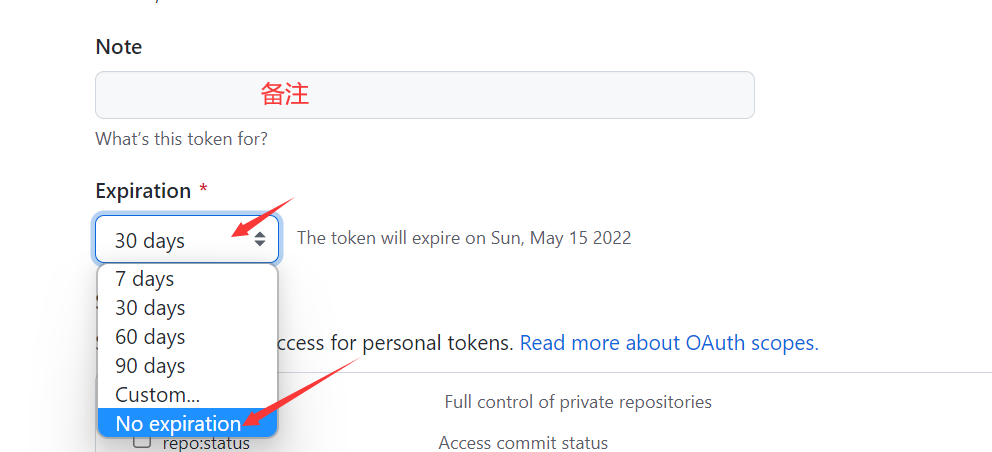 Note
备注
What's this token for?
Expiration *
30 days
The token will expire on Sun, May 15 2022
7 days
30 days
60 days
90 days
Custom...
No expiration
ccess for personal tokens. Read more about OAuth scopes.
Full control of private repositories
repo:status
Access commit status